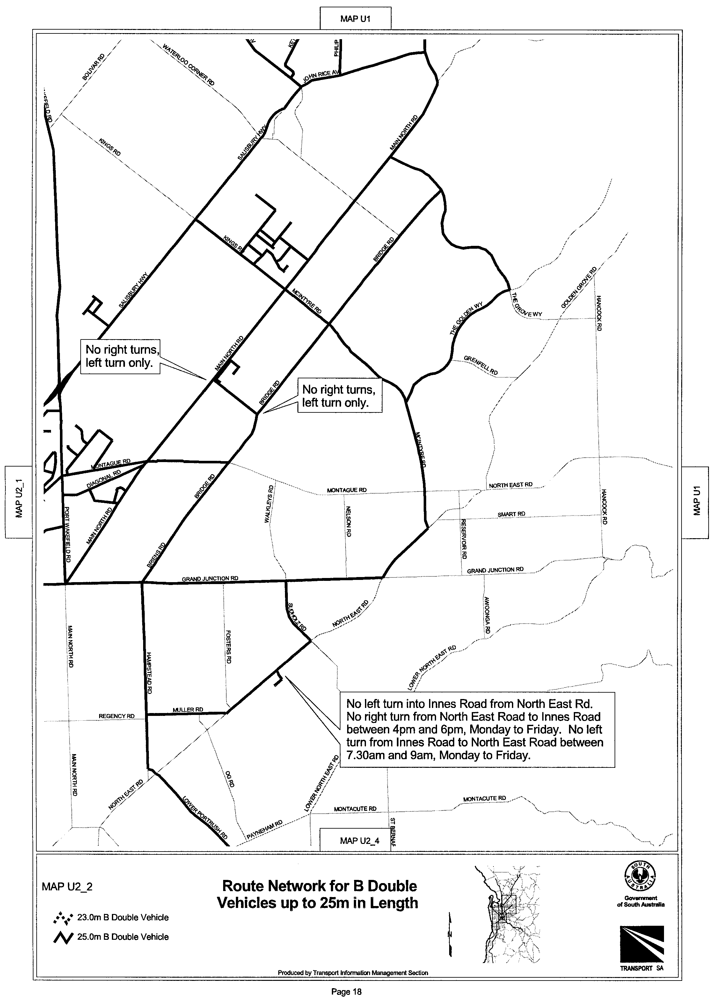 MAP U1
BOLIVAR RD
WATERLOO CORNER RD
PHILIP
JOHN RICE AV
KINGS RD
SALISBURY HWY
MAIN NORTH RD
BRIDGE RD
MCINTYRE RD
SALISBURY HWY
THE GOLDEN WY
THE GROVE WY
GOLDEN GROVE RD
HANCOCK RD
No right turns,
left turn only.
MAIN NORTH RD
BRIDGE RD
No right turns,
left turn only.
GRENFELL RD
MCINTYRE RD
MAP U2_1
MAP U1
MONTAGUE RD
DIAGONAL RD
BRIDGE RD
WALKLEYS RD
MONTAGUE RD
NORTH EAST RD
HANCOCK RD
NELSON RD
SMART RD
RESERVOIR RD
PORT WAKEFIELD RD
MAIN NORTH RD
BRIENS RD
GRAND JUNCTION RD
GRAND JUNCTION RD
SUDHOLZ RD
NORTH EAST RD
AWOONGA RD
MAIN NORTH RD
HAMPSTEAD RD
FOSTERS RD
LOWER NORTH EAST RD
No left turn into Innes Road from North East Rd.
No right turn from North East Road to Innes Road
between 4pm and 6pm, Monday to Friday.  No left
turn from Innes Road to North East Road between
7.30am and 9am, Monday to Friday.
REGENCY RD
MULLER RD
MAIN NORTH RD
NORTH EAST RD
OG RD
LOWER NORTH EAST RD
LOWER PORTRUSH RD
PAYNEHAM RD
MONTACUTE RD
MONTACUTE RD
MAP U2_4
MAP U2_2
23.0m B Double Vehicle
25.0m B Double Vehicle
Route Network for B Double
Vehicles up to 25m in Length
N
SOUTH AUSTRALIA
Government
of South Australia
TRANSPORT SA
Produced by Transport Information Management Section
Page 18